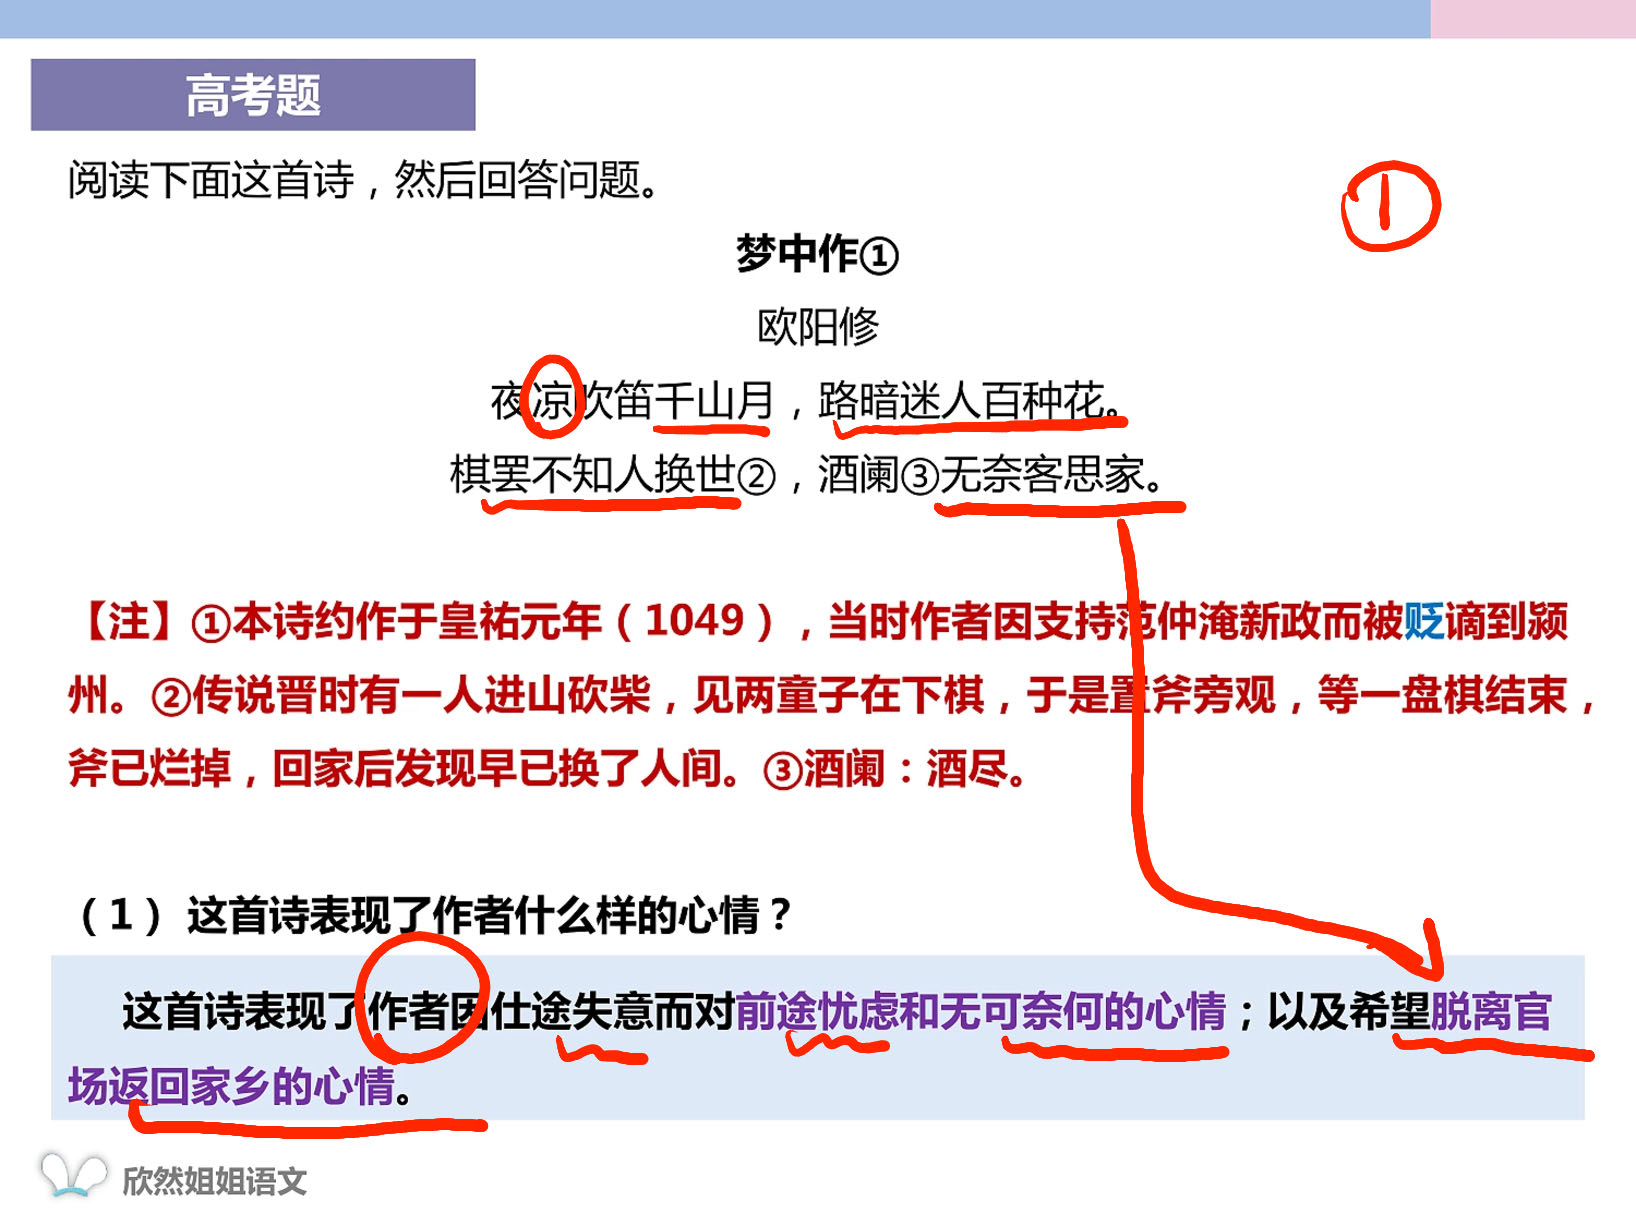 高考题
①
阅读下面这首诗，然后回答问题。
梦中作①
欧阳修
夜凉吹笛千山月，路暗迷人百种花。
棋罢不知人换世②，酒阑③无奈客思家。
【注】①本诗约作于皇祐元年（1049），当时作者因支持范仲淹新政而被贬谪到颍
州。②传说晋时有一人进山砍柴，见两童子在下棋，于是置斧旁观，等一盘棋结束，
斧已烂掉，回家后发现早已换了人间。③酒阑：酒尽。
（1） 这首诗表现了作者什么样的心情？
这首诗表现了作者因仕途失意而对前途忧虑和无可奈何的心情；以及希望脱离官
场返回家乡的心情。
欣然姐姐语文